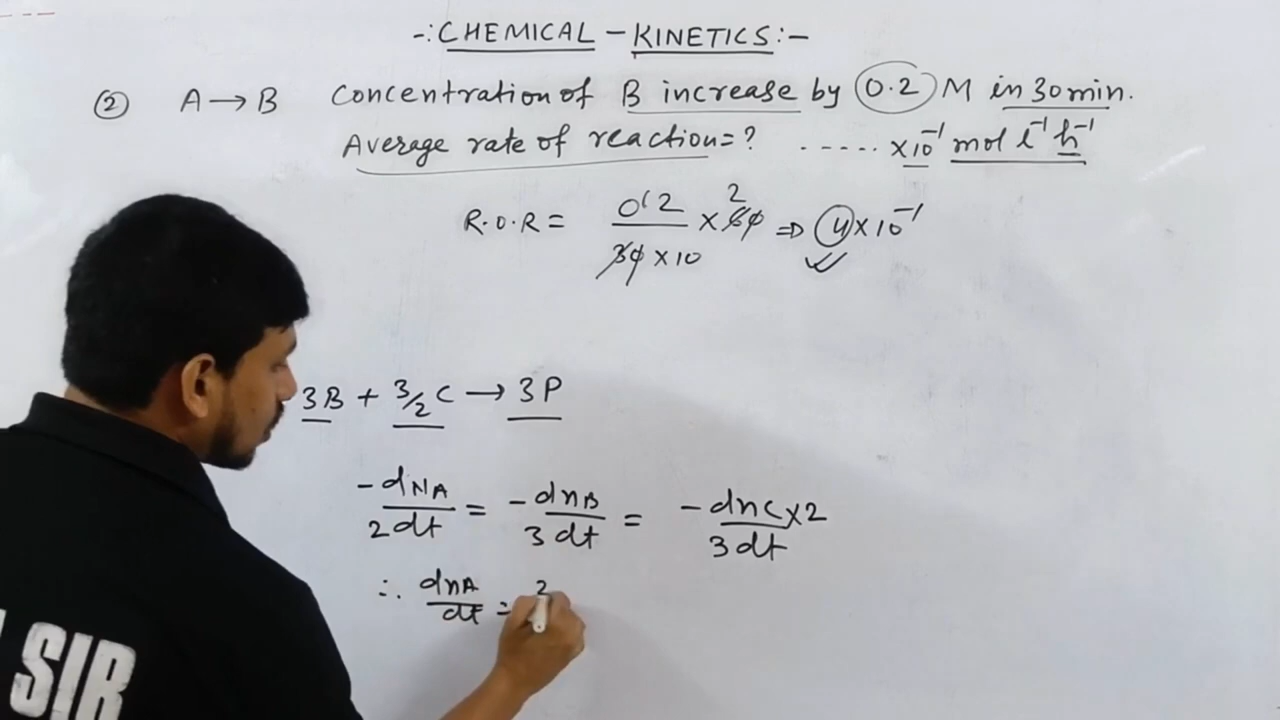 -: CHEMICAL - KINETICS :-
② A → B Concentration of B increase by 0.2 M in 30 min.
Average rate of reaction = ? ..... ×10⁻¹ mol l⁻¹ h⁻¹
R.O.R = 0.2 / 30 × 10 × 60 2 ⇒ 4 × 10⁻¹
3B + 3/2 C → 3P
-dNA / 2dt = -dnB / 3dt = -dnC × 2 / 3dt
∴ dnA / dt = 2
SIR